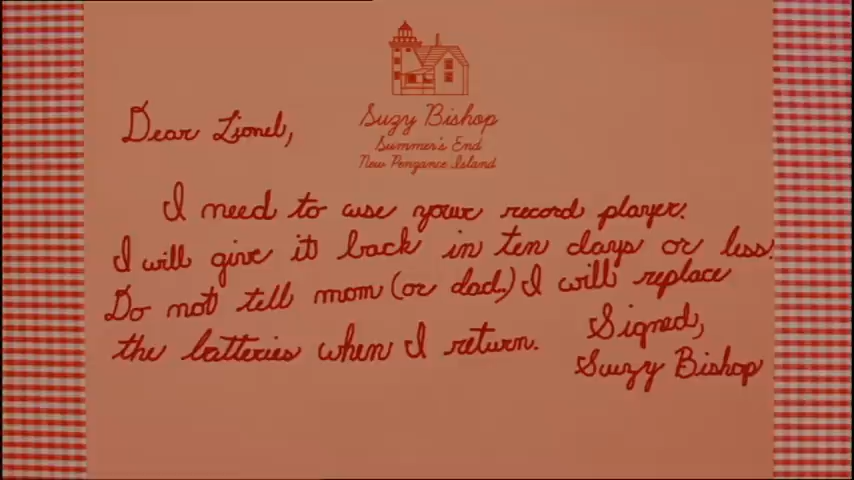 Suzy Bishop
Summer's End
New Penzance Island
Dear Lionel,
I need to use your record player.
I will give it back in ten days or less.
Do not tell mom (or dad.) I will replace
the batteries when I return.
Signed,
Suzy Bishop